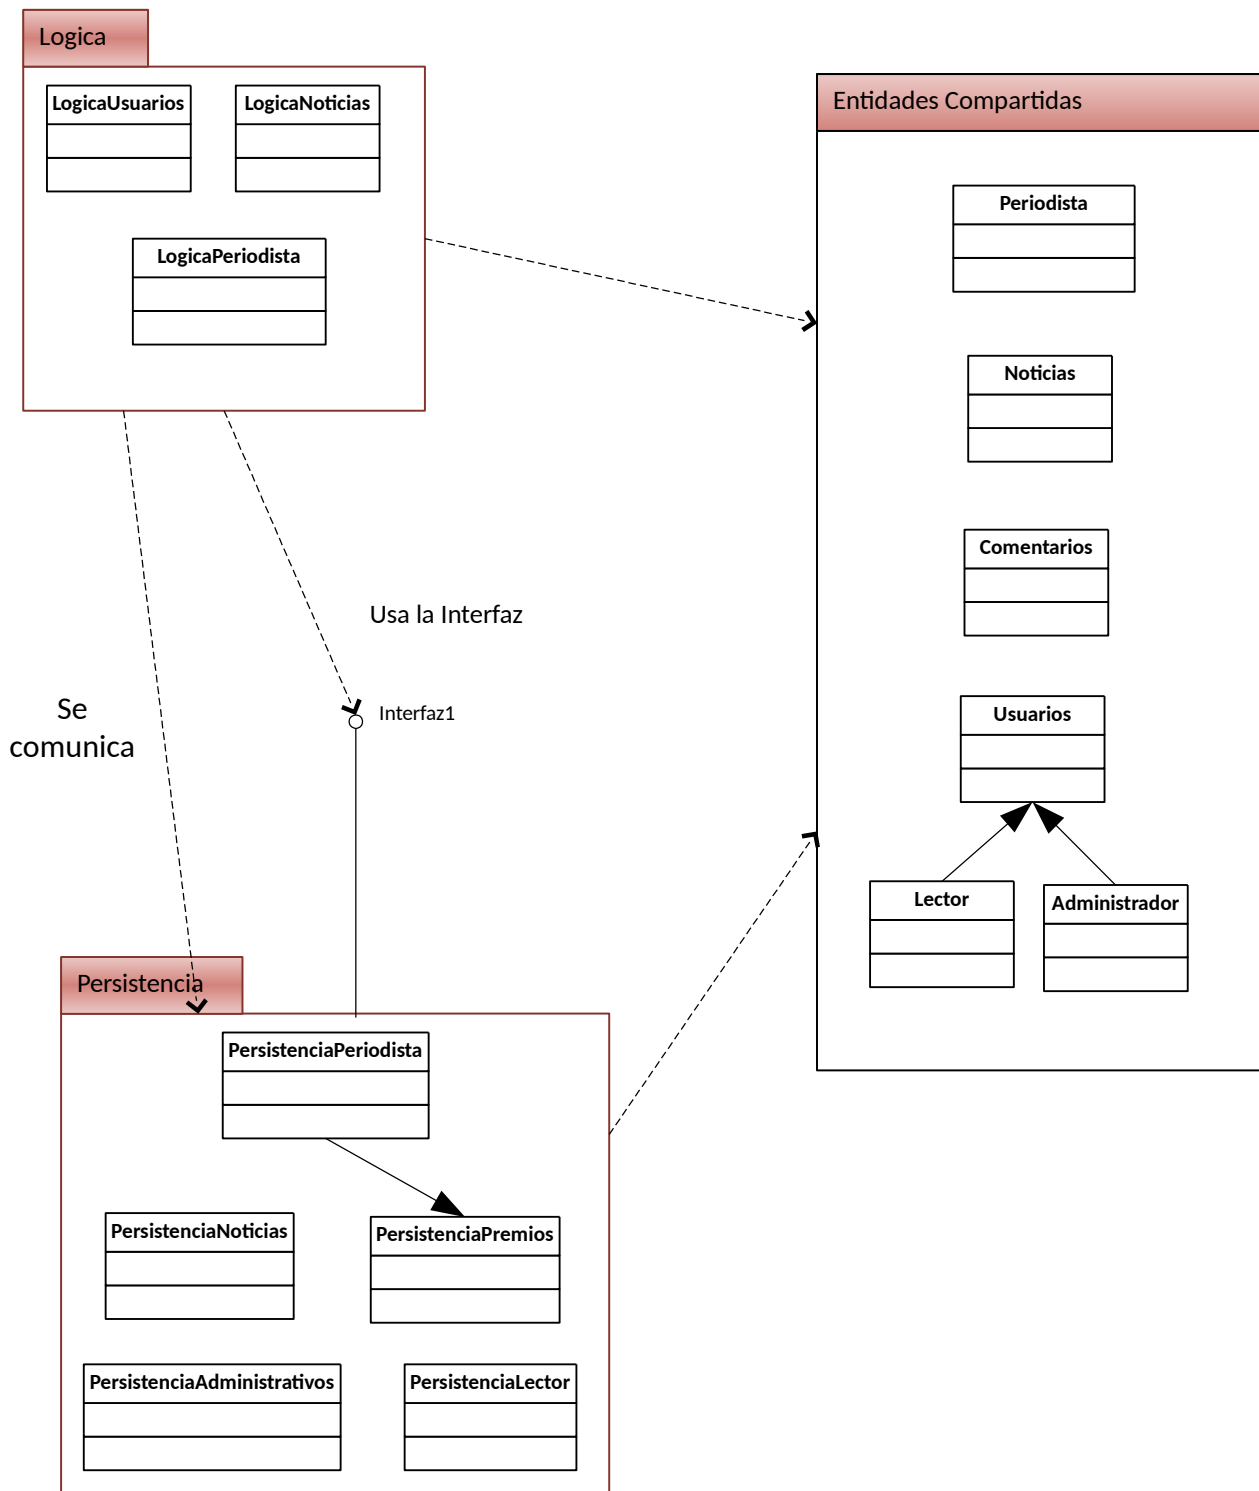 Logica
LogicaUsuarios
LogicaNoticias
LogicaPeriodista
Entidades Compartidas
Periodista
Noticias
Comentarios
Usuarios
Lector
Administrador
Usa la Interfaz
Interfaz1
Se
comunica
Persistencia
PersistenciaPeriodista
PersistenciaNoticias
PersistenciaPremios
PersistenciaAdministrativos
PersistenciaLector